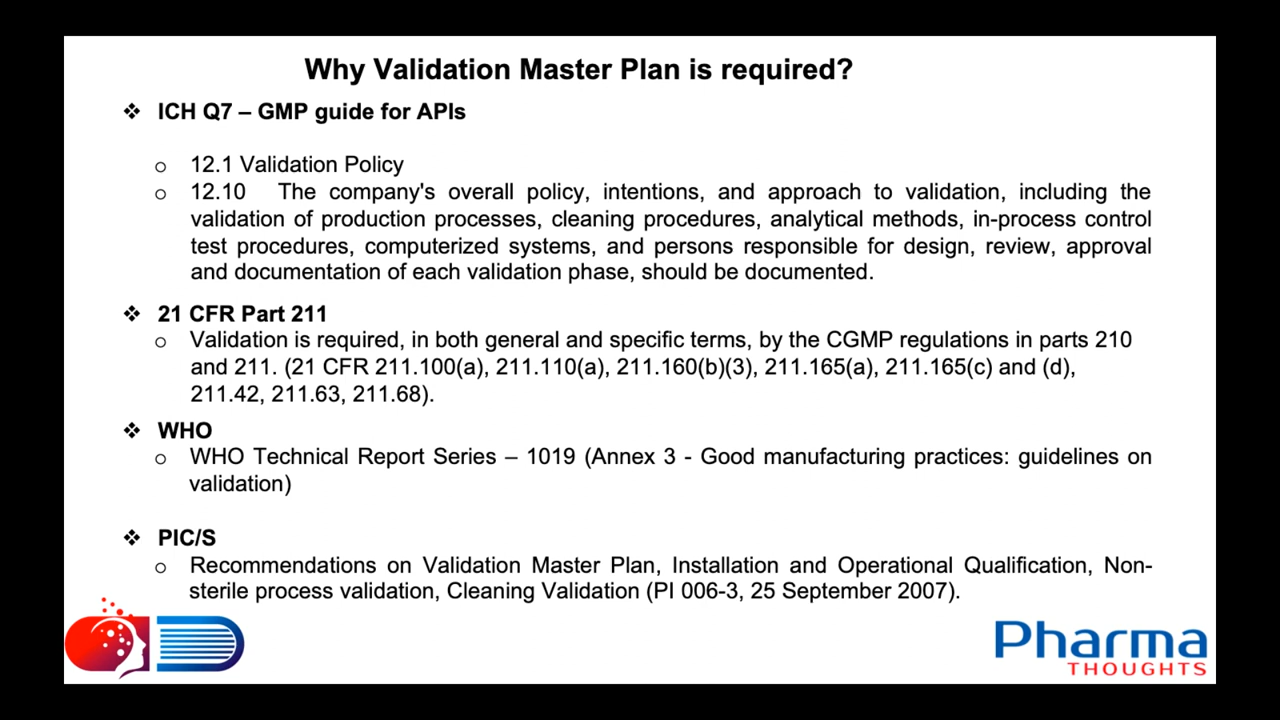 Why Validation Master Plan is required?
❖ ICH Q7 – GMP guide for APIs
o 12.1 Validation Policy
o 12.10 The company's overall policy, intentions, and approach to validation, including the
validation of production processes, cleaning procedures, analytical methods, in-process control
test procedures, computerized systems, and persons responsible for design, review, approval
and documentation of each validation phase, should be documented.
❖ 21 CFR Part 211
o Validation is required, in both general and specific terms, by the CGMP regulations in parts 210
and 211. (21 CFR 211.100(a), 211.110(a), 211.160(b)(3), 211.165(a), 211.165(c) and (d),
211.42, 211.63, 211.68).
❖ WHO
o WHO Technical Report Series – 1019 (Annex 3 - Good manufacturing practices: guidelines on
validation)
❖ PIC/S
o Recommendations on Validation Master Plan, Installation and Operational Qualification, Non-
sterile process validation, Cleaning Validation (PI 006-3, 25 September 2007).
Pharma
THOUGHTS